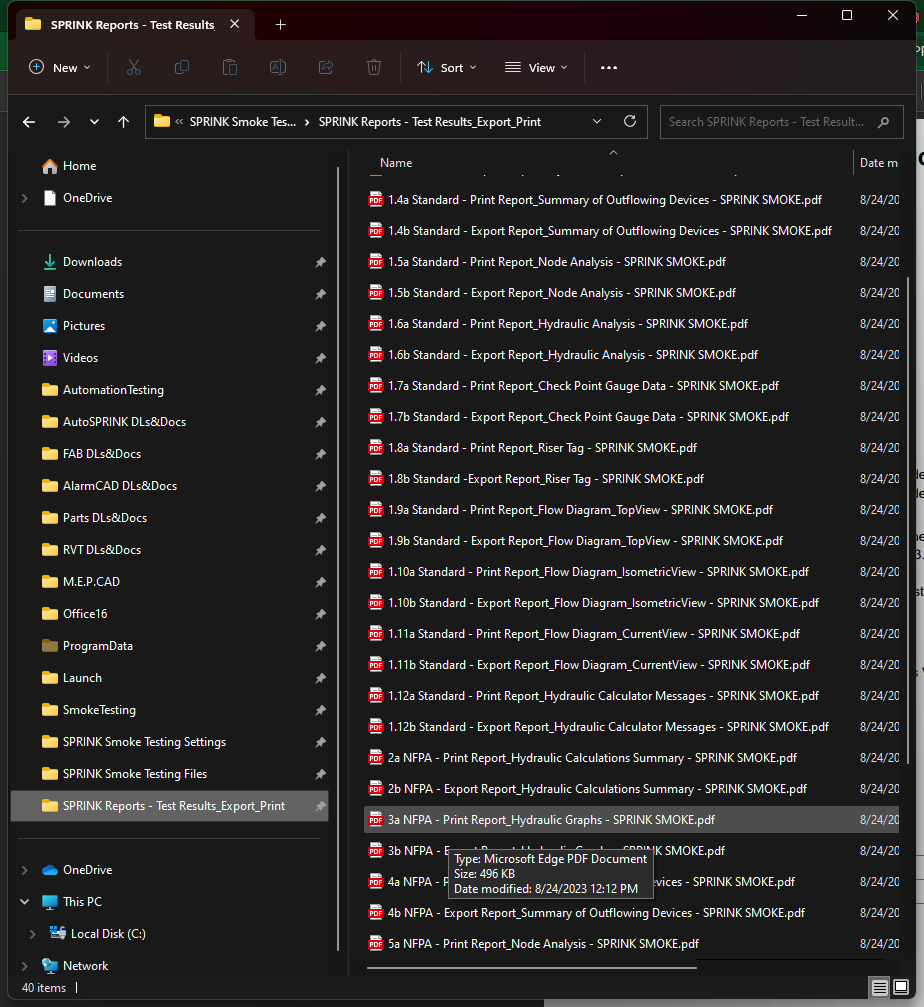 SPRINK Reports - Test Results_
New
Sort
View
SPRINK Smoke Tes...
SPRINK Reports - Test Results_Export_Print
Search SPRINK Reports - Test Result...
Home
OneDrive
Downloads
Documents
Pictures
Videos
AutomationTesting
AutoSPRINK DLs&Docs
FAB DLs&Docs
AlarmCAD DLs&Docs
Parts DLs&Docs
RVT DLs&Docs
M.E.P.CAD
Office16
ProgramData
Launch
SmokeTesting
SPRINK Smoke Testing Settings
SPRINK Smoke Testing Files
SPRINK Reports - Test Results_Export_Print
OneDrive
This PC
Local Disk (C:)
Network
40 items
Name
Date m
1.4a Standard - Print Report_Summary of Outflowing Devices - SPRINK SMOKE.pdf 8/24/20
1.4b Standard - Export Report_Summary of Outflowing Devices - SPRINK SMOKE.pdf 8/24/20
1.5a Standard - Print Report_Node Analysis - SPRINK SMOKE.pdf 8/24/20
1.5b Standard - Export Report_Node Analysis - SPRINK SMOKE.pdf 8/24/20
1.6a Standard - Print Report_Hydraulic Analysis - SPRINK SMOKE.pdf 8/24/20
1.6b Standard - Export Report_Hydraulic Analysis - SPRINK SMOKE.pdf 8/24/20
1.7a Standard - Print Report_Check Point Gauge Data - SPRINK SMOKE.pdf 8/24/20
1.7b Standard - Export Report_Check Point Gauge Data - SPRINK SMOKE.pdf 8/24/20
1.8a Standard - Print Report_Riser Tag - SPRINK SMOKE.pdf 8/24/20
1.8b Standard -Export Report_Riser Tag - SPRINK SMOKE.pdf 8/24/20
1.9a Standard - Print Report_Flow Diagram_TopView - SPRINK SMOKE.pdf 8/24/20
1.9b Standard - Export Report_Flow Diagram_TopView - SPRINK SMOKE.pdf 8/24/20
1.10a Standard - Print Report_Flow Diagram_IsometricView - SPRINK SMOKE.pdf 8/24/20
1.10b Standard - Export Report_Flow Diagram_IsometricView - SPRINK SMOKE.pdf 8/24/20
1.11a Standard - Print Report_Flow Diagram_CurrentView - SPRINK SMOKE.pdf 8/24/20
1.11b Standard - Export Report_Flow Diagram_CurrentView - SPRINK SMOKE.pdf 8/24/20
1.12a Standard - Print Report_Hydraulic Calculator Messages - SPRINK SMOKE.pdf 8/24/20
1.12b Standard - Export Report_Hydraulic Calculator Messages - SPRINK SMOKE.pdf 8/24/20
2a NFPA - Print Report_Hydraulic Calculations Summary - SPRINK SMOKE.pdf 8/24/20
2b NFPA - Export Report_Hydraulic Calculations Summary - SPRINK SMOKE.pdf 8/24/20
3a NFPA - Print Report_Hydraulic Graphs - SPRINK SMOKE.pdf 8/24/20
3b NFPA - SPRINK SMOKE.pdf 8/24/20
Type: Microsoft Edge PDF Document
Size: 496 KB
Date modified: 8/24/2023 12:12 PM
4a NFPA - P vices - SPRINK SMOKE.pdf 8/24/20
4b NFPA - Export Report_Summary of Outflowing Devices - SPRINK SMOKE.pdf 8/24/20
5a NFPA - Print Report_Node Analysis - SPRINK SMOKE.pdf 8/24/20